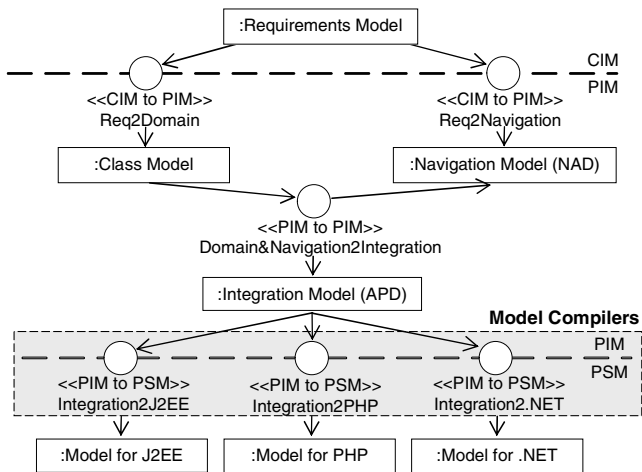 :Requirements Model
CIM
PIM
<<CIM to PIM>>
Req2Domain
<<CIM to PIM>>
Req2Navigation
:Class Model
:Navigation Model (NAD)
<<PIM to PIM>>
Domain&Navigation2Integration
:Integration Model (APD)
Model Compilers
PIM
PSM
<<PIM to PSM>>
Integration2J2EE
<<PIM to PSM>>
Integration2PHP
<<PIM to PSM>>
Integration2.NET
:Model for J2EE
:Model for PHP
:Model for .NET